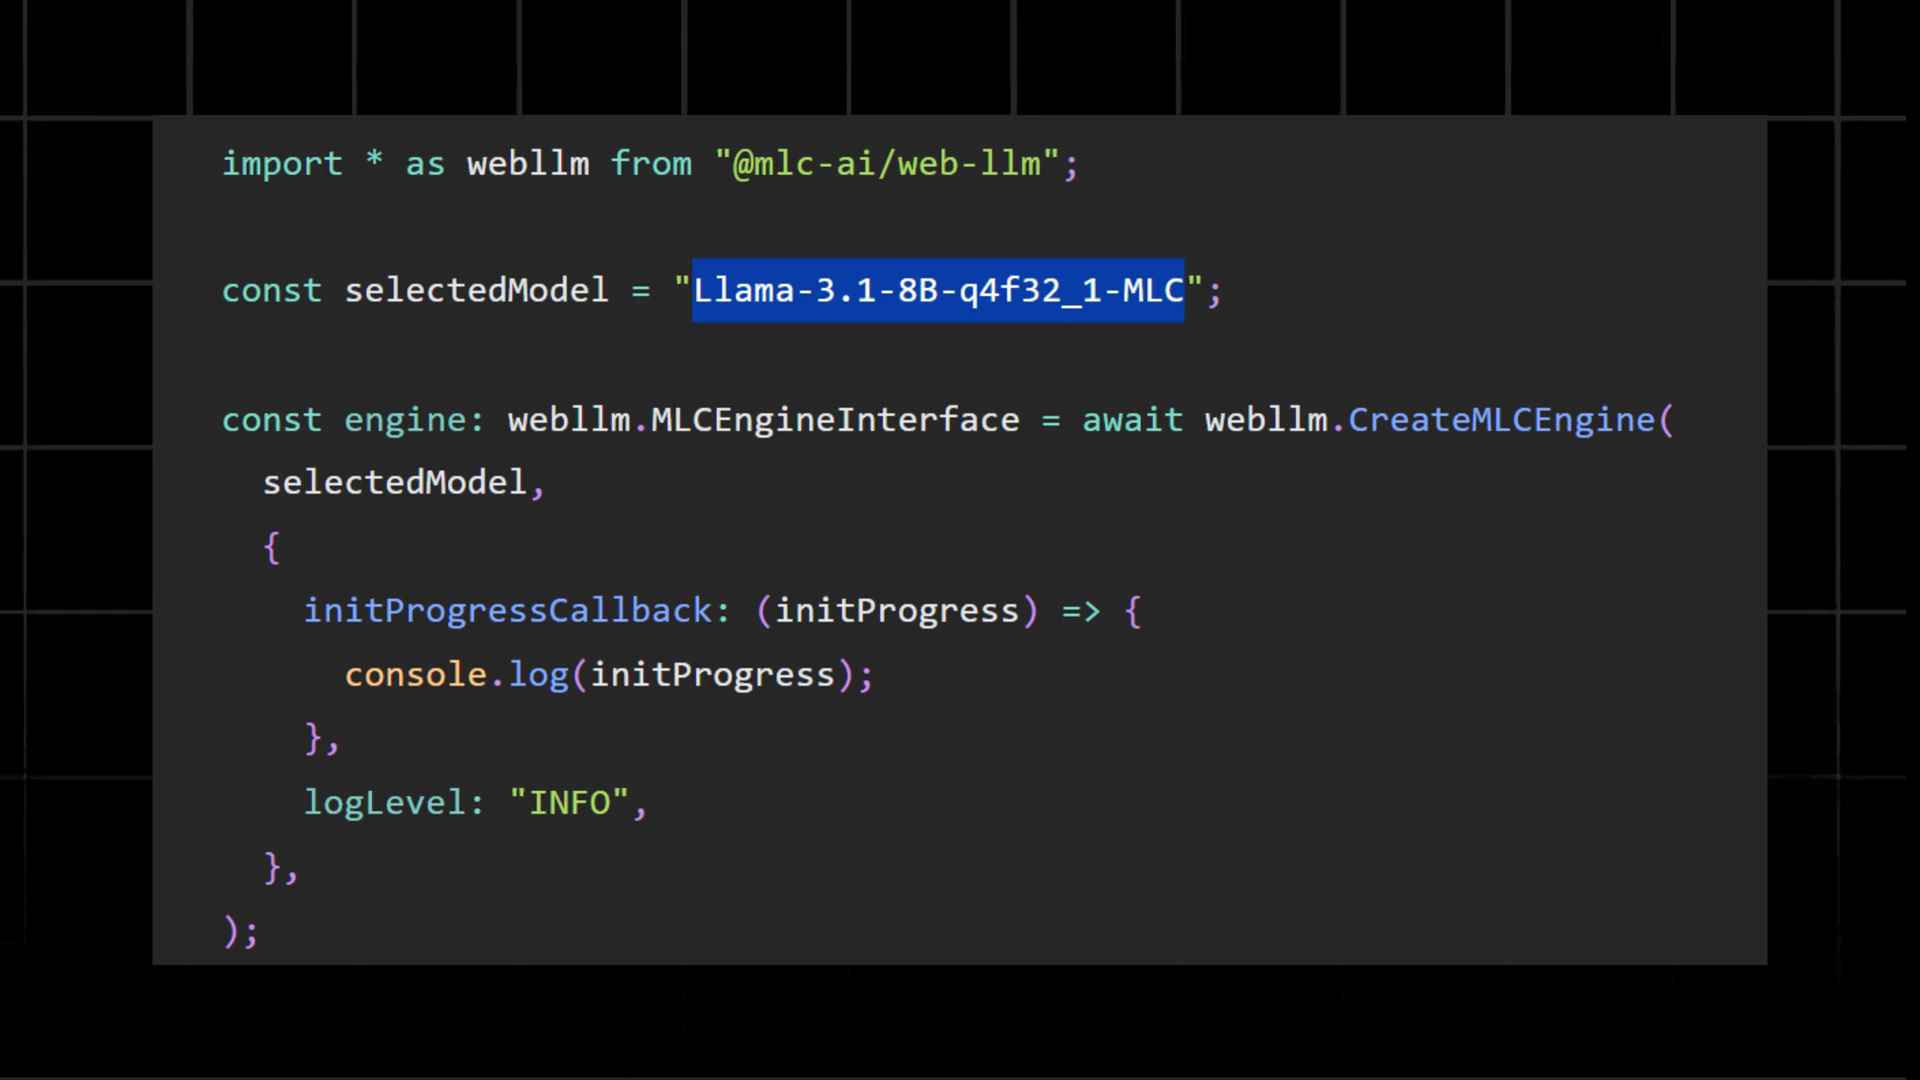 import * as webllm from "@mlc-ai/web-llm";
const selectedModel = "Llama-3.1-8B-q4f32_1-MLC";
const engine: webllm.MLCEngineInterface = await webllm.CreateMLCEngine(
  selectedModel,
  {
    initProgressCallback: (initProgress) => {
      console.log(initProgress);
    },
    logLevel: "INFO",
  },
);